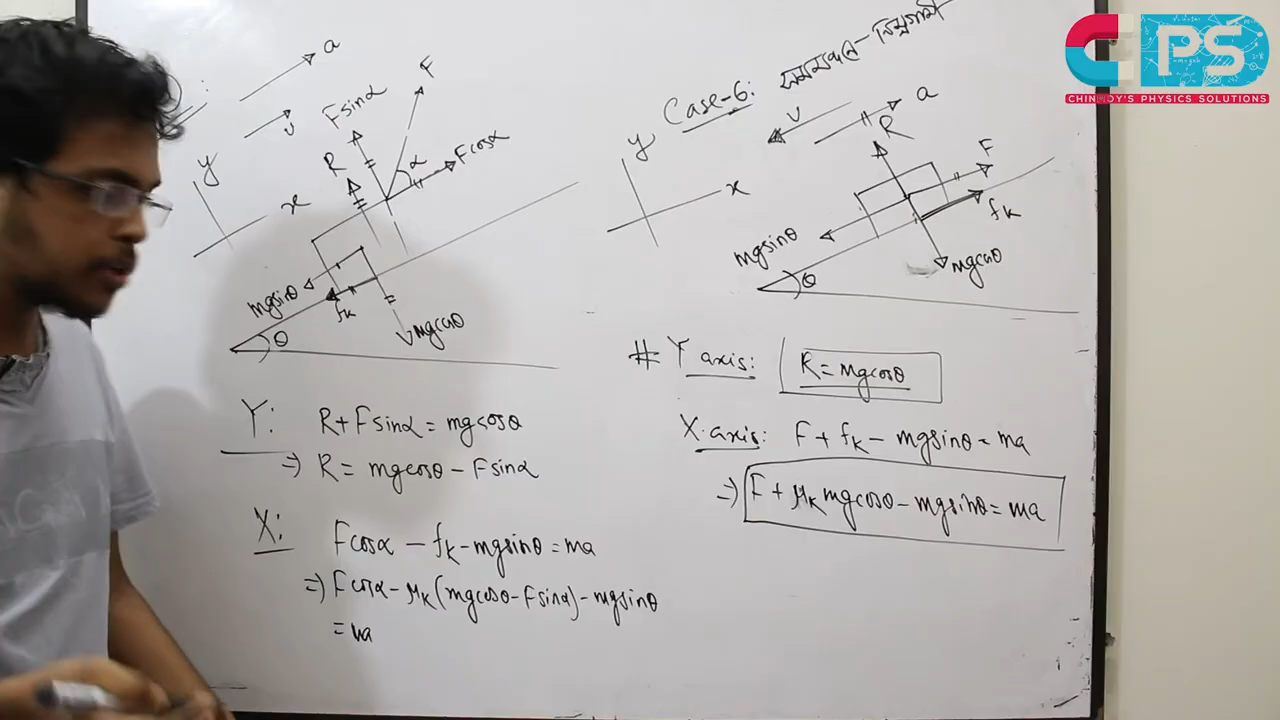 CPS
CHINMOY'S PHYSICS SOLUTIONS
a
v
y
x
F sinα
F
R
α
F cosα
mg sinθ
fK
θ
mg cosθ
Y: R + F sinα = mg cosθ
⇒ R = mg cosθ - F sinα
X: F cosα - fK - mg sinθ = ma
⇒ F cosα - μK (mg cosθ - F sinα) - mg sinθ
= ma
Case-6:
v
a
y
x
R
F
fK
mg sinθ
mg cosθ
θ
# Y axis: R = mg cosθ
X. axis: F + fK - mg sinθ = ma
⇒ F + μK mg cosθ - mg sinθ = ma